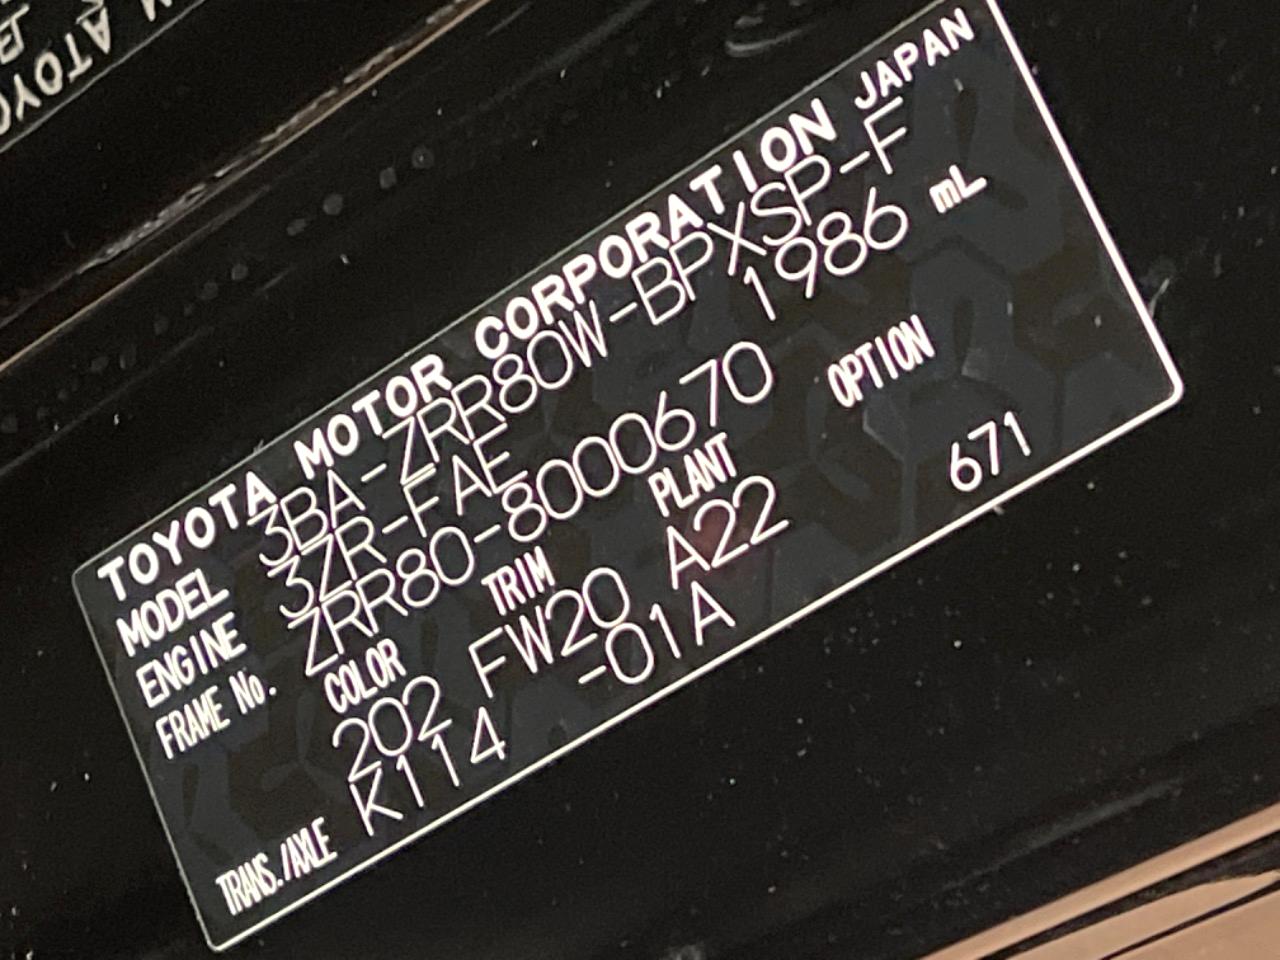 TOYOTA MOTOR CORPORATION JAPAN
MODEL 3BA-ZRR80W-BPXSP-F
ENGINE 3ZR-FAE 1986 mL
FRAME No. ZRR80-8000670
COLOR TRIM PLANT OPTION
202 FW20 A22 671
TRANS./AXLE K114 -01A